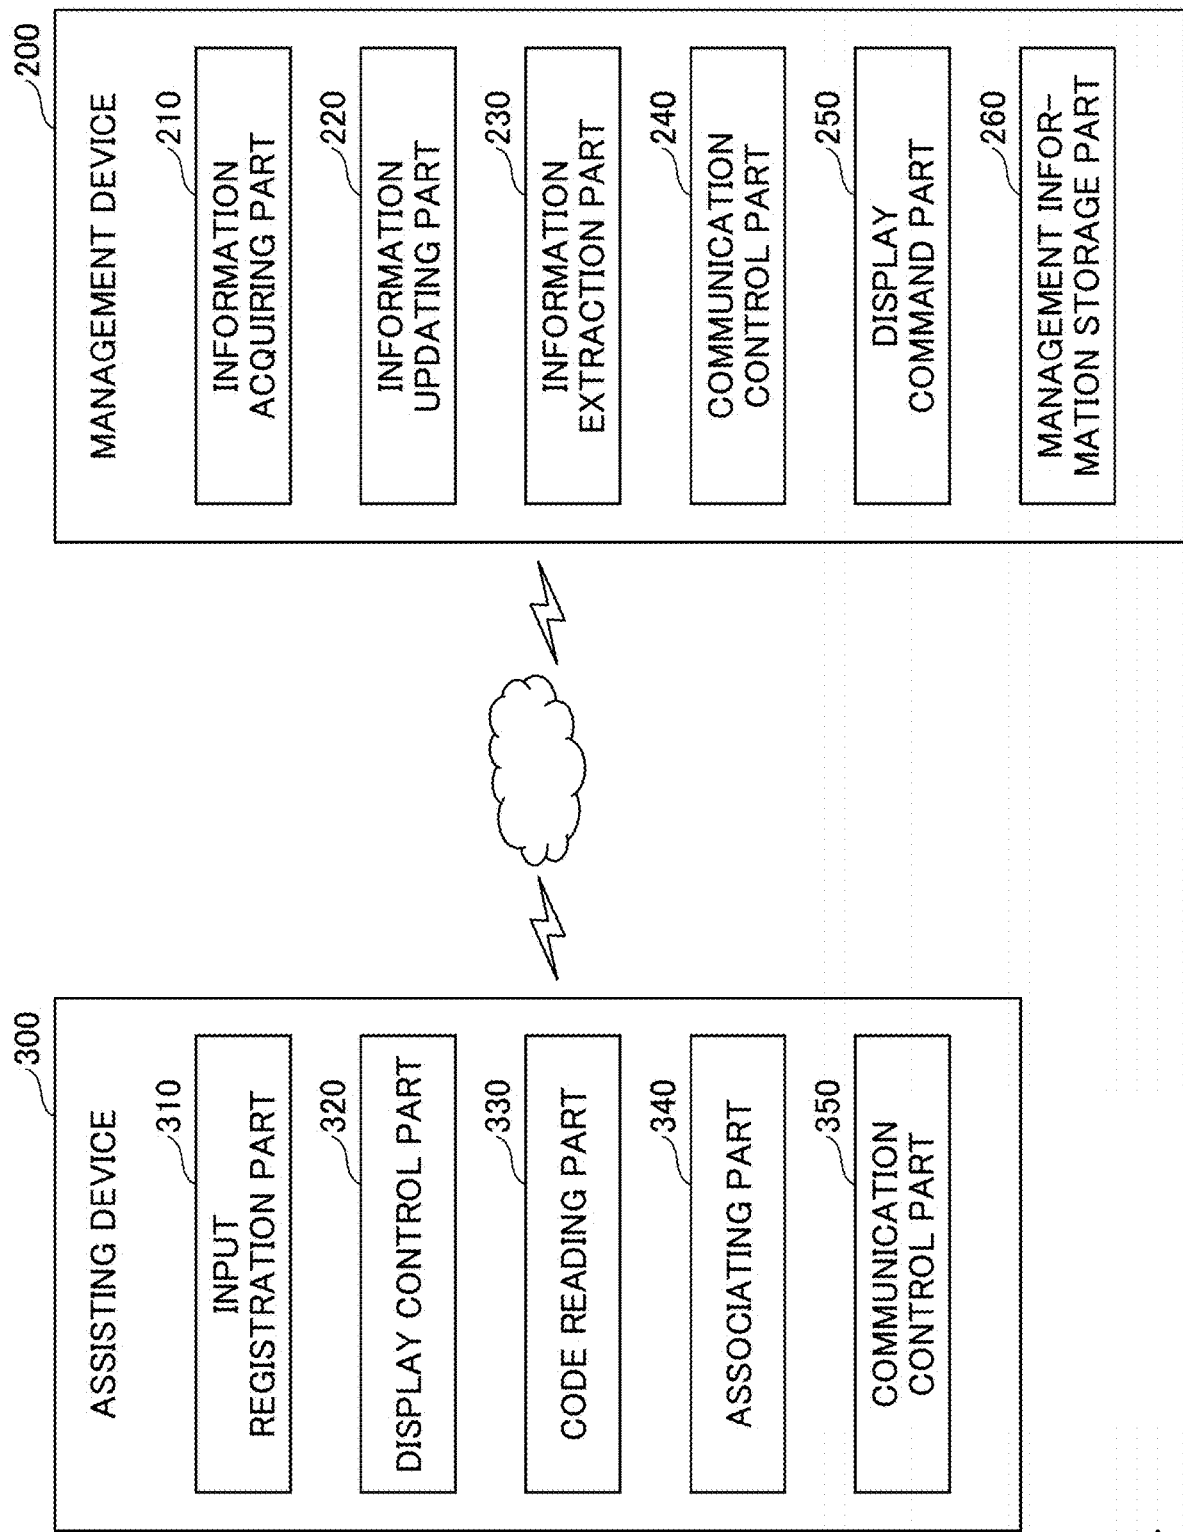 300
ASSISTING DEVICE
310
INPUT
REGISTRATION PART
320
DISPLAY CONTROL PART
330
CODE READING PART
340
ASSOCIATING PART
350
COMMUNICATION
CONTROL PART
200
MANAGEMENT DEVICE
210
INFORMATION
ACQUIRING PART
220
INFORMATION
UPDATING PART
230
INFORMATION
EXTRACTION PART
240
COMMUNICATION
CONTROL PART
250
DISPLAY
COMMAND PART
260
MANAGEMENT INFOR-
MATION STORAGE PART